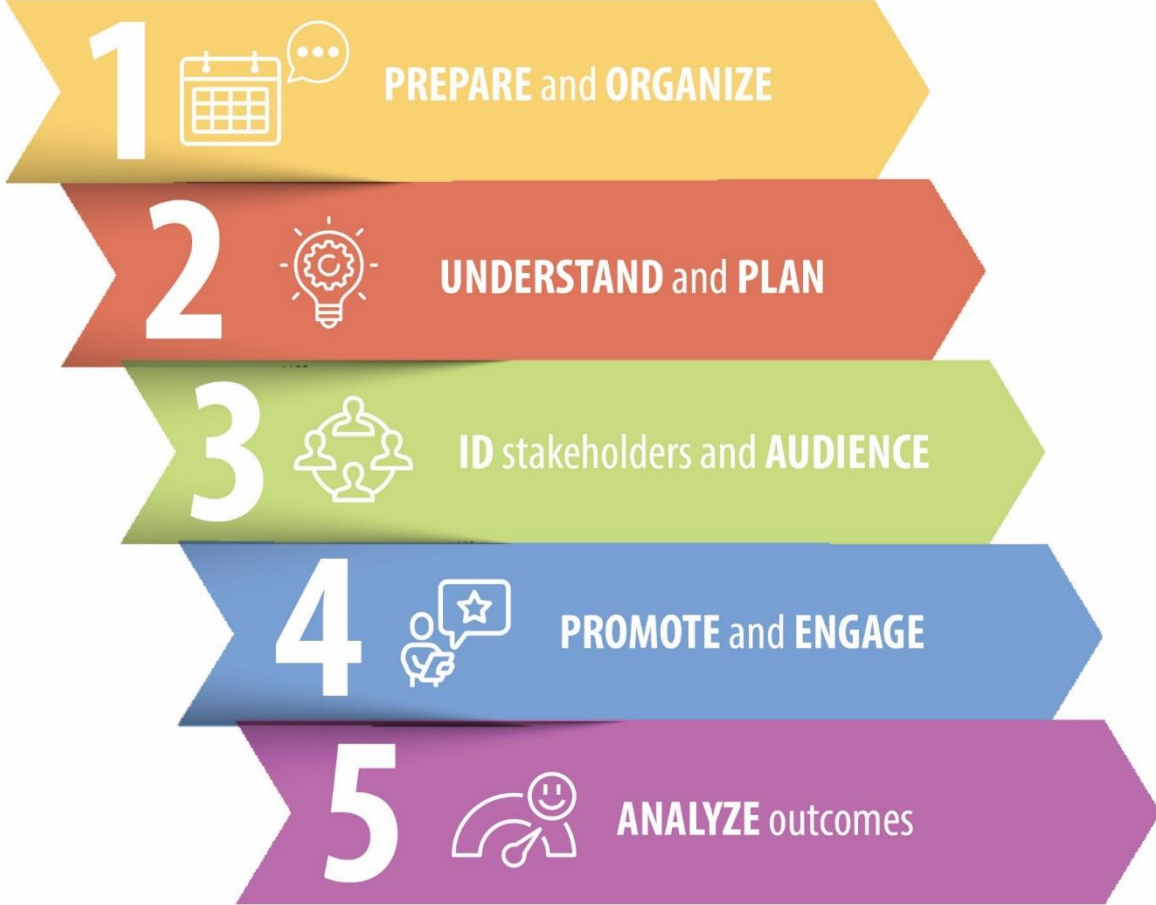 1 PREPARE and ORGANIZE
2 UNDERSTAND and PLAN
3 ID stakeholders and AUDIENCE
4 PROMOTE and ENGAGE
5 ANALYZE outcomes